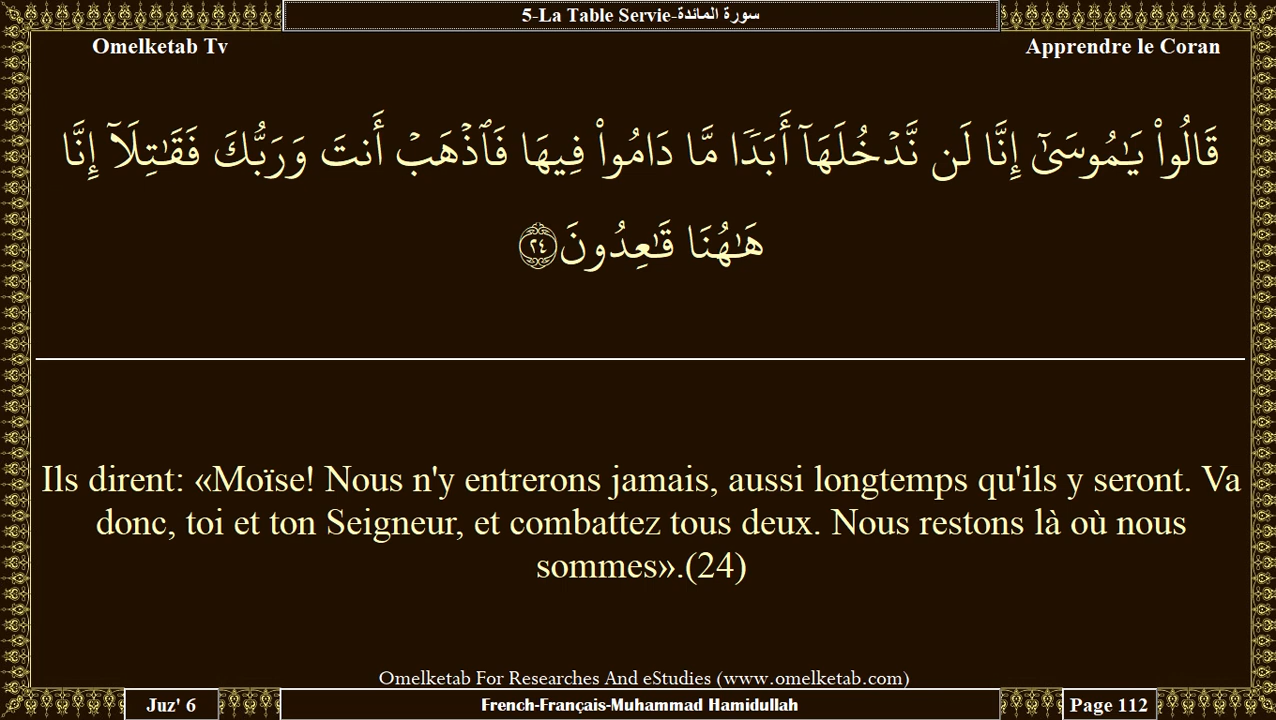 5-La Table Servie-سورة المائدة
Omelketab Tv
Apprendre le Coran
قَالُوا۟ يَـٰمُوسَىٰٓ إِنَّا لَن نَّدۡخُلَهَآ أَبَدٗا مَّا دَامُوا۟ فِيهَا فَٱذۡهَبۡ أَنتَ وَرَبُّكَ فَقَـٰتِلَآ إِنَّا
هَـٰهُنَا قَـٰعِدُونَ ٢٤
Ils dirent: «Moïse! Nous n'y entrerons jamais, aussi longtemps qu'ils y seront. Va
donc, toi et ton Seigneur, et combattez tous deux. Nous restons là où nous
sommes».(24)
Omelketab For Researches And eStudies (www.omelketab.com)
Juz' 6
French-Français-Muhammad Hamidullah
Page 112